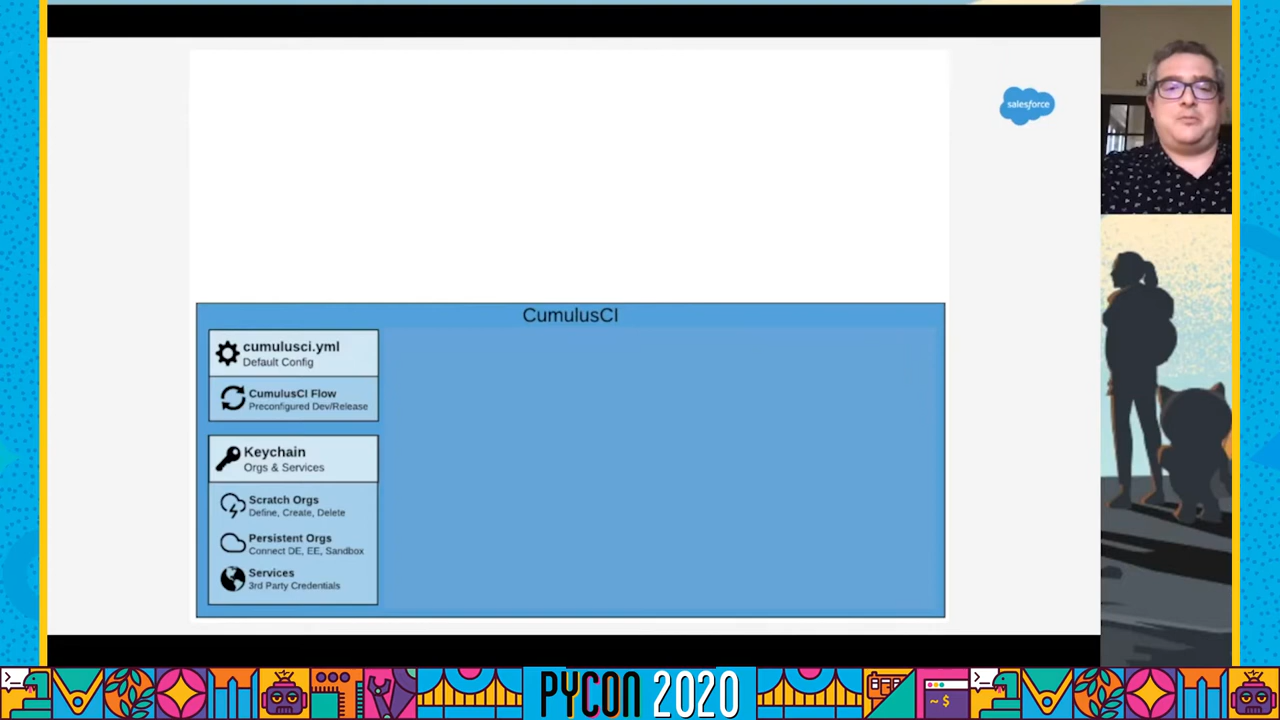 salesforce
CumulusCI
cumulusci.yml
Default Config
CumulusCI Flow
Preconfigured Dev/Release
Keychain
Orgs & Services
Scratch Orgs
Define, Create, Delete
Persistent Orgs
Connect DE, EE, Sandbox
Services
3rd Party Credentials
~ $
PYCON 2020